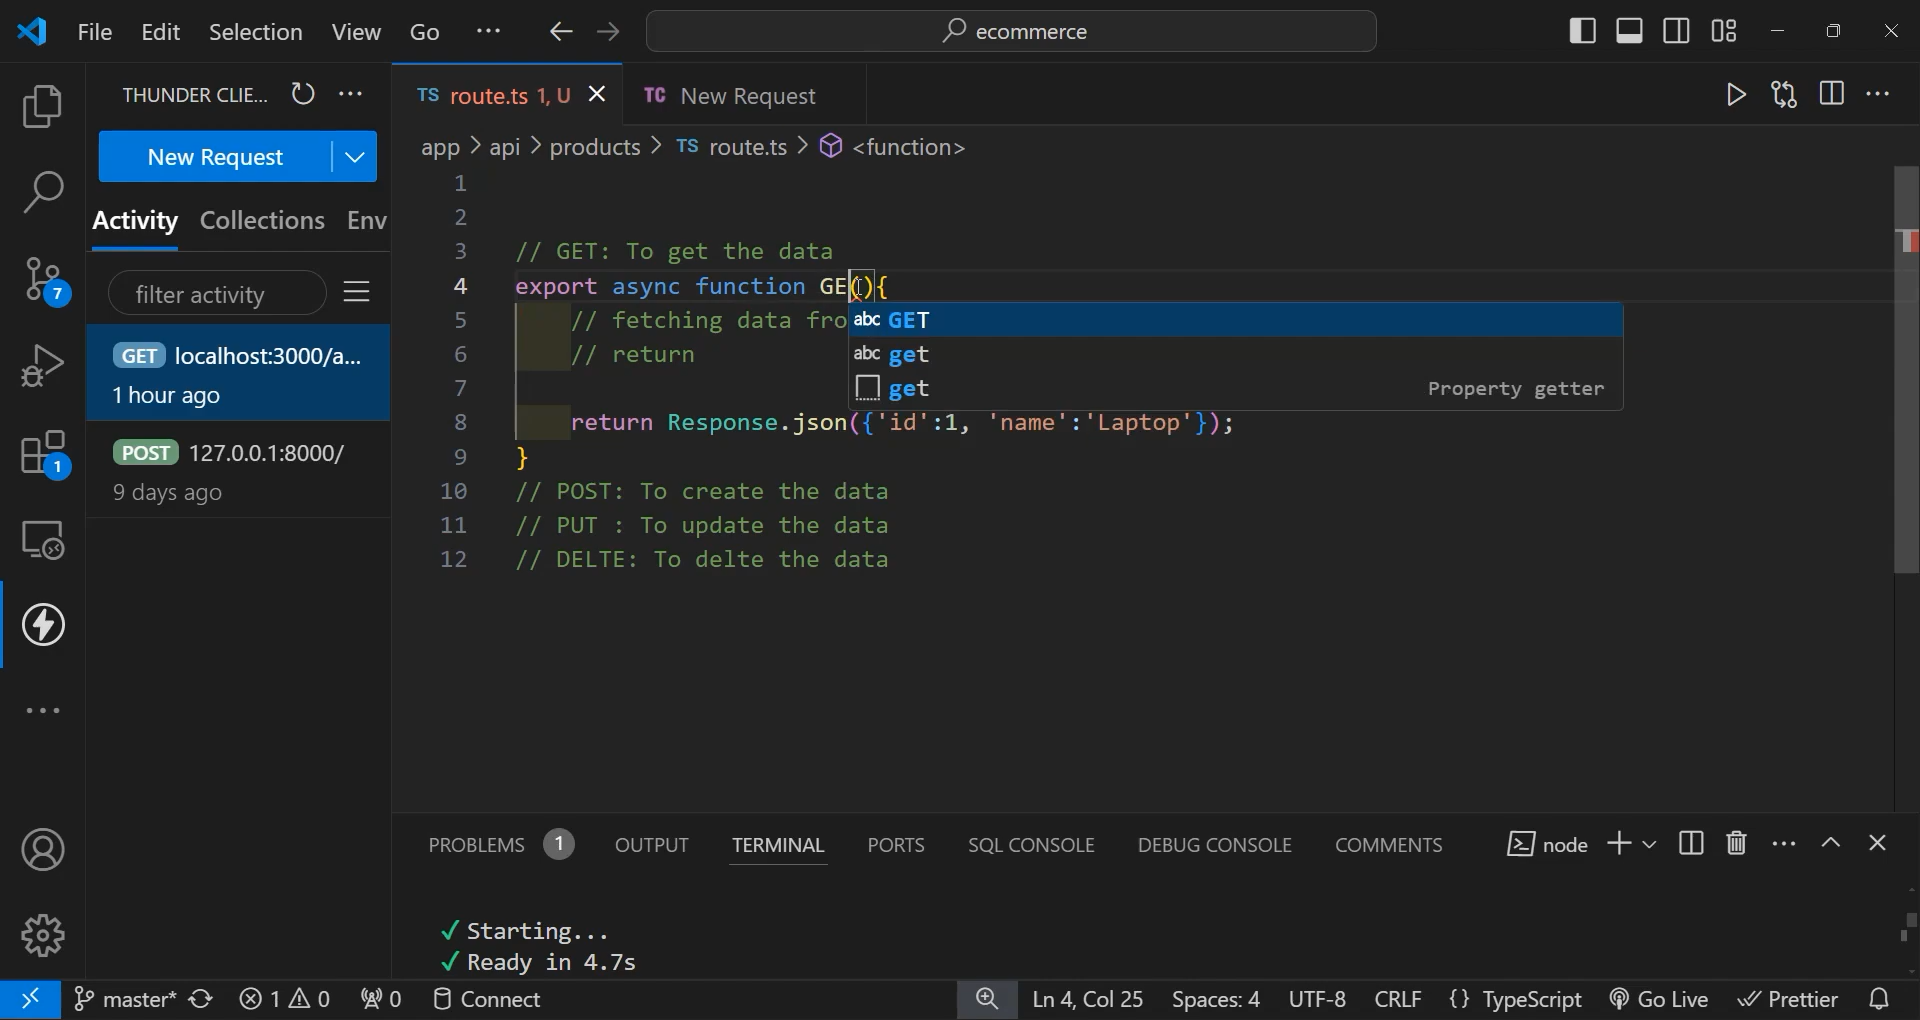 File Edit Selection View Go ··· ecommerce
THUNDER CLIE... ···
New Request
Activity Collections Env
filter activity
GET localhost:3000/a...
1 hour ago
POST 127.0.0.1:8000/
9 days ago
7
1
TS route.ts 1, U TC New Request
app > api > products > TS route.ts > <function>
1
2
3 // GET: To get the data
4 export async function GE(){
5 // fetching data fro
6 // return
7
8 return Response.json({'id':1, 'name':'Laptop'});
9 }
10 // POST: To create the data
11 // PUT : To update the data
12 // DELTE: To delte the data
abc GET
abc get
get Property getter
PROBLEMS 1 OUTPUT TERMINAL PORTS SQL CONSOLE DEBUG CONSOLE COMMENTS node
✓ Starting...
✓ Ready in 4.7s
master* 1 0 0 Connect Ln 4, Col 25 Spaces: 4 UTF-8 CRLF {} TypeScript Go Live Prettier